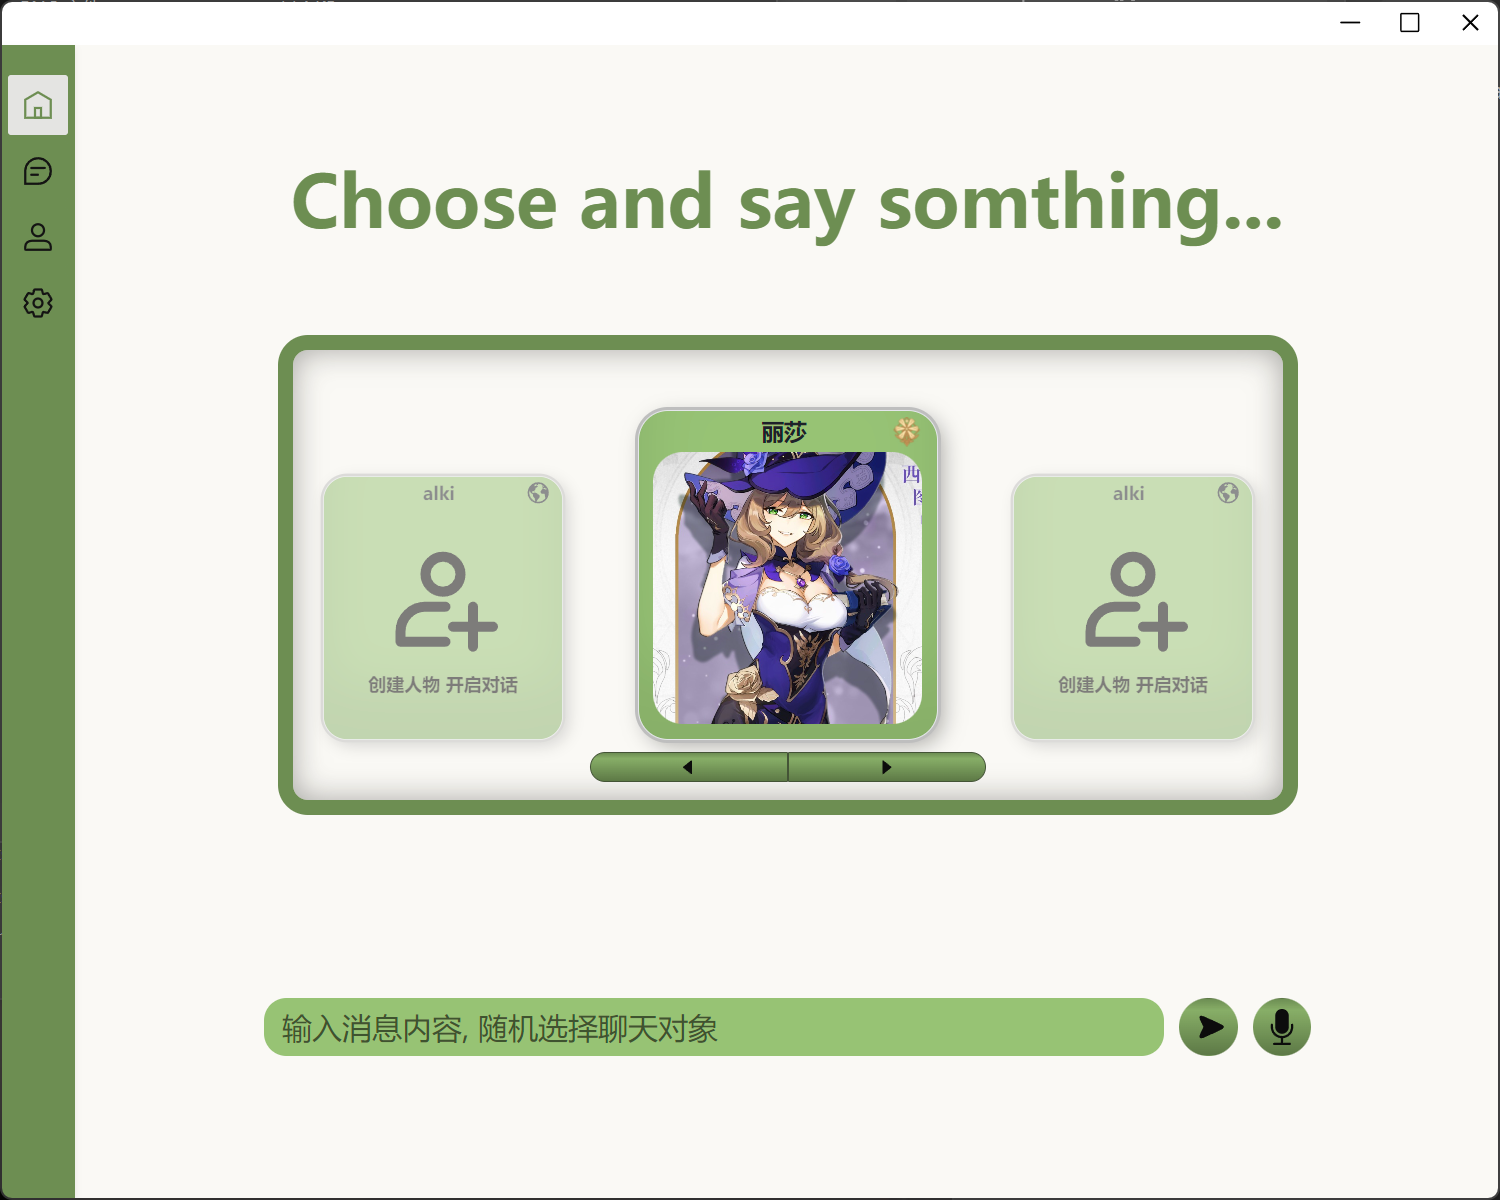 Choose and say somthing...
丽莎
西
alki
创建人物 开启对话
alki
创建人物 开启对话
输入消息内容, 随机选择聊天对象